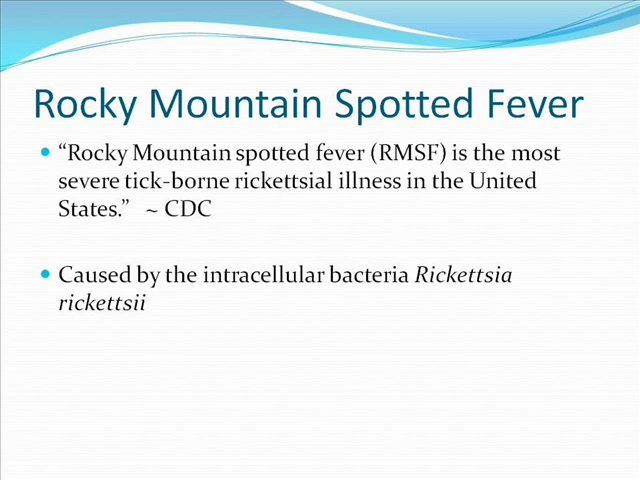 Rocky Mountain Spotted Fever
• “Rocky Mountain spotted fever (RMSF) is the most
severe tick-borne rickettsial illness in the United
States.” ~ CDC
• Caused by the intracellular bacteria Rickettsia
rickettsii